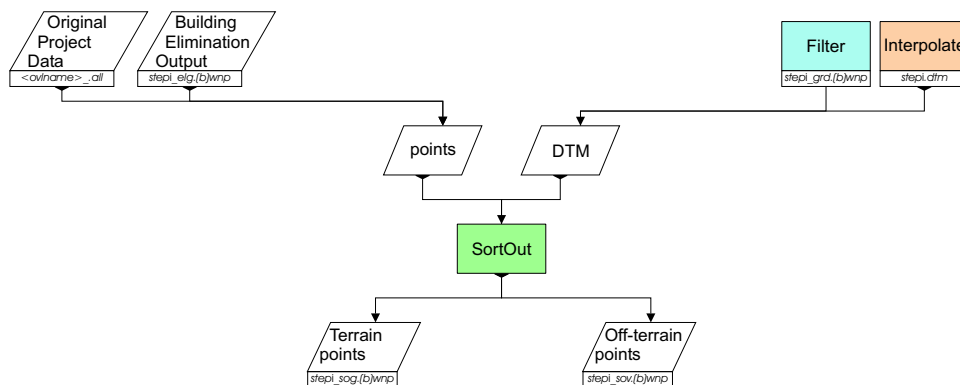 Original
Project
Data
<ovlname>_.all
Building
Elimination
Output
stepi_elg.(b)wnp
Filter
stepi_grd.(b)wnp
Interpolate
stepi.dtm
points
DTM
SortOut
Terrain
points
stepi_sog.(b)wnp
Off-terrain
points
stepi_sov.(b)wnp